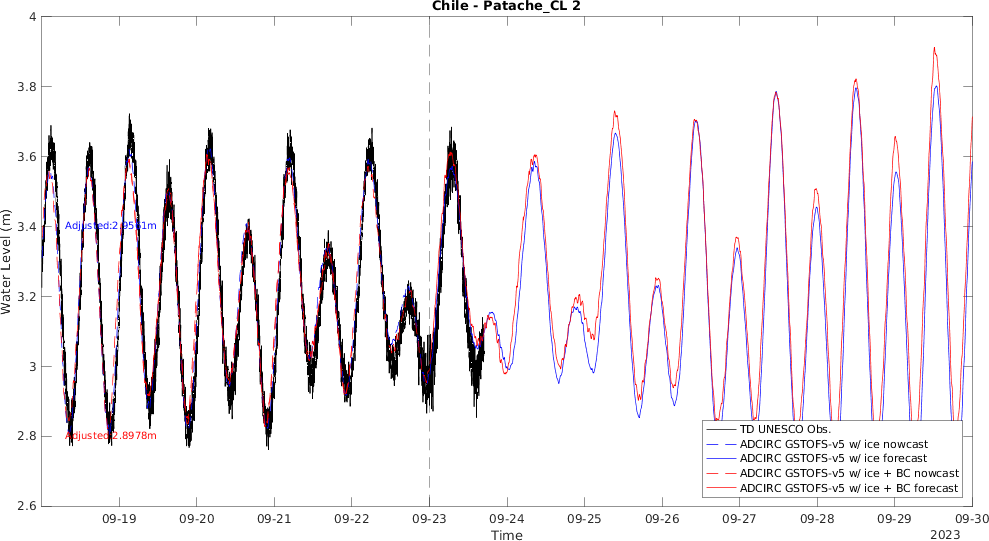 Chile - Patache_CL 2
4
3.8
3.6
3.4
3.2
3
2.8
2.6
Water Level (m)
Adjusted:2.9561m
Adjusted:2.8978m
TD UNESCO Obs.
ADCIRC GSTOFS-v5 w/ ice nowcast
ADCIRC GSTOFS-v5 w/ ice forecast
ADCIRC GSTOFS-v5 w/ ice + BC nowcast
ADCIRC GSTOFS-v5 w/ ice + BC forecast
09-19 09-20 09-21 09-22 09-23 09-24 09-25 09-26 09-27 09-28 09-29 09-30
Time
2023